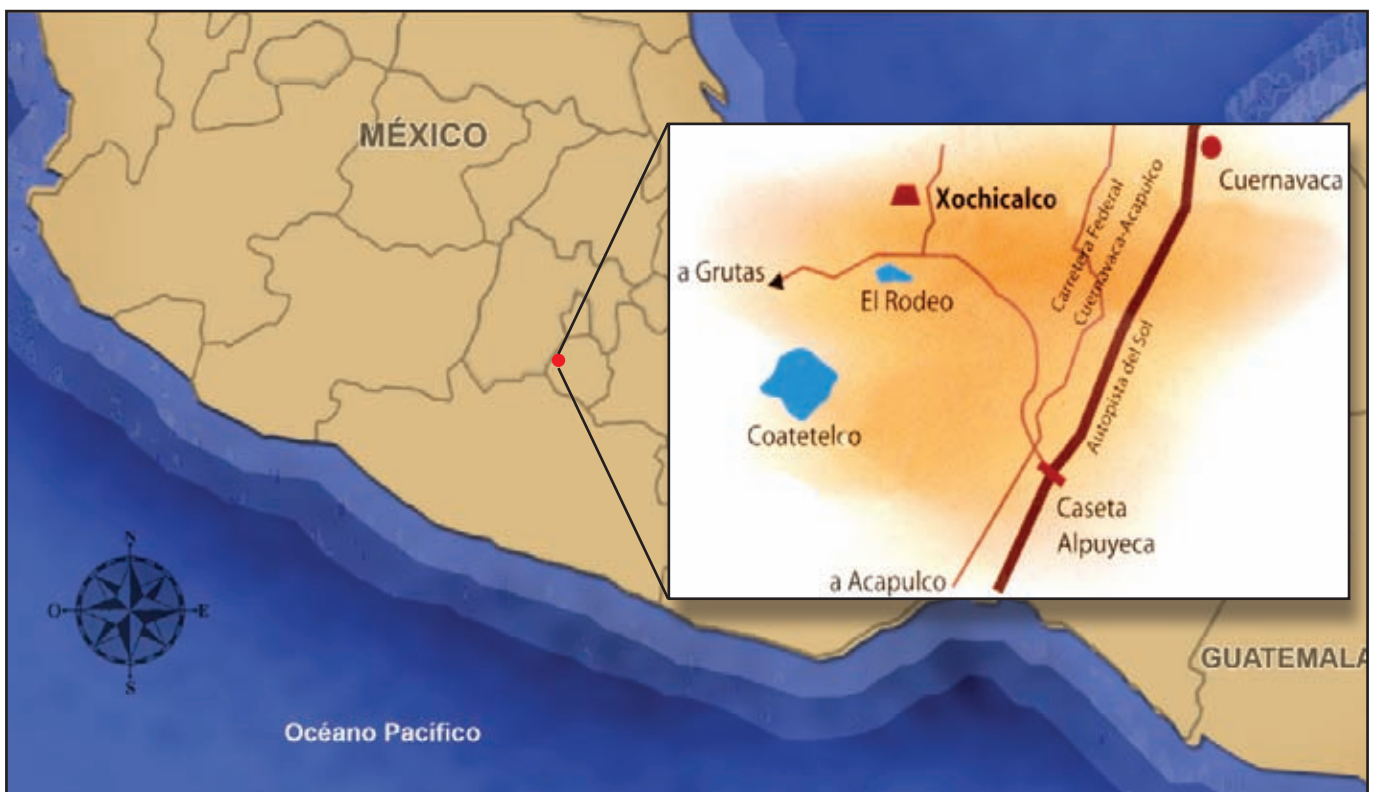 MÉXICO
Xochicalco
Cuernavaca
a Grutas
El Rodeo
Carretera Federal
Cuernavaca-Acapulco
Autopista del Sol
Coatetelco
Caseta
Alpuyeca
a Acapulco
N
O
E
S
GUATEMALA
Océano Pacífico